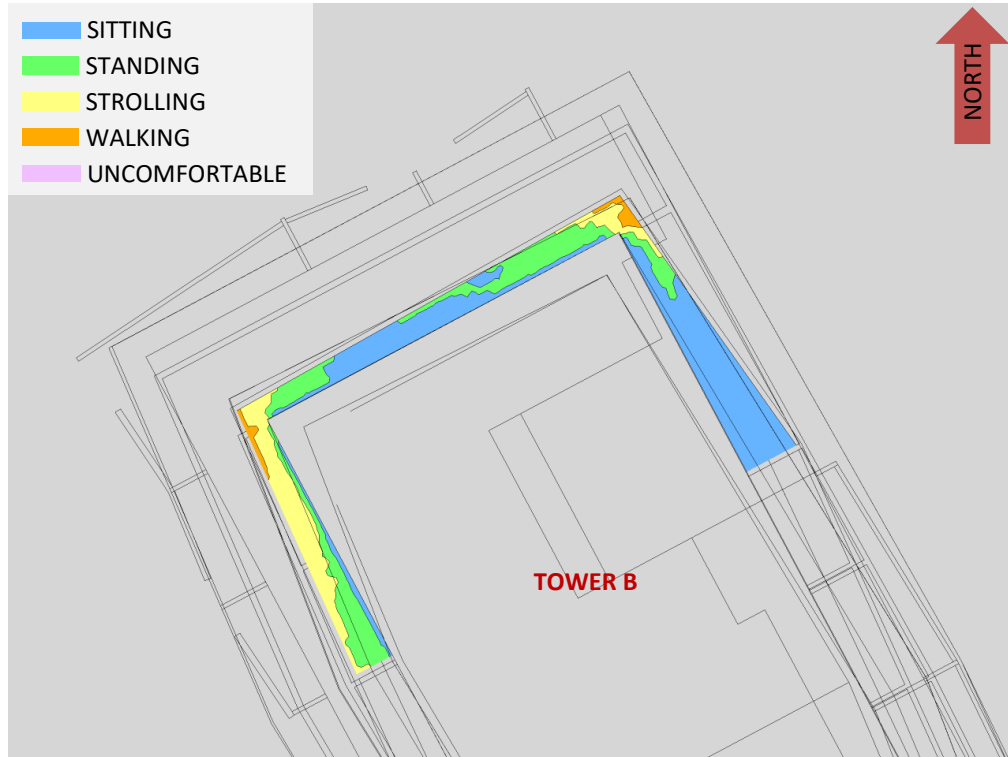 SITTING
STANDING
STROLLING
WALKING
UNCOMFORTABLE
NORTH
TOWER B